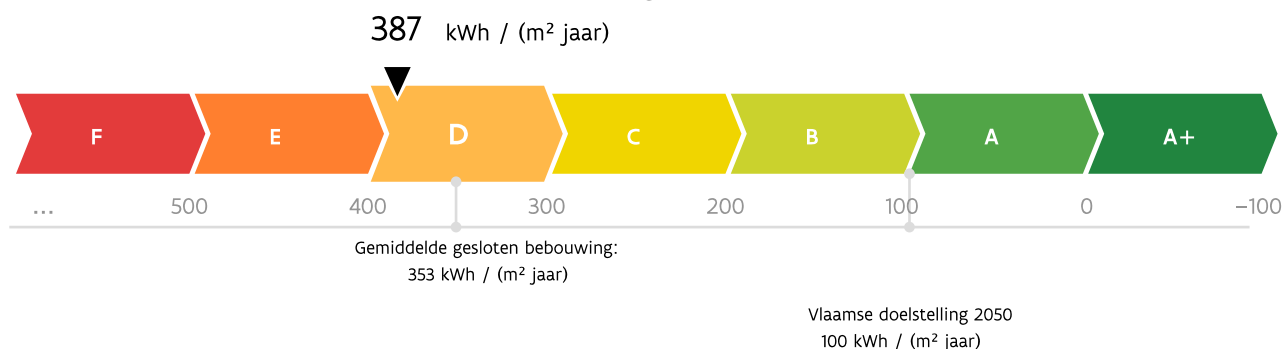 387 kWh / (m² jaar)
F E D C B A A+
... 500 400 300 200 100 0 −100
Gemiddelde gesloten bebouwing:
353 kWh / (m² jaar)
Vlaamse doelstelling 2050
100 kWh / (m² jaar)